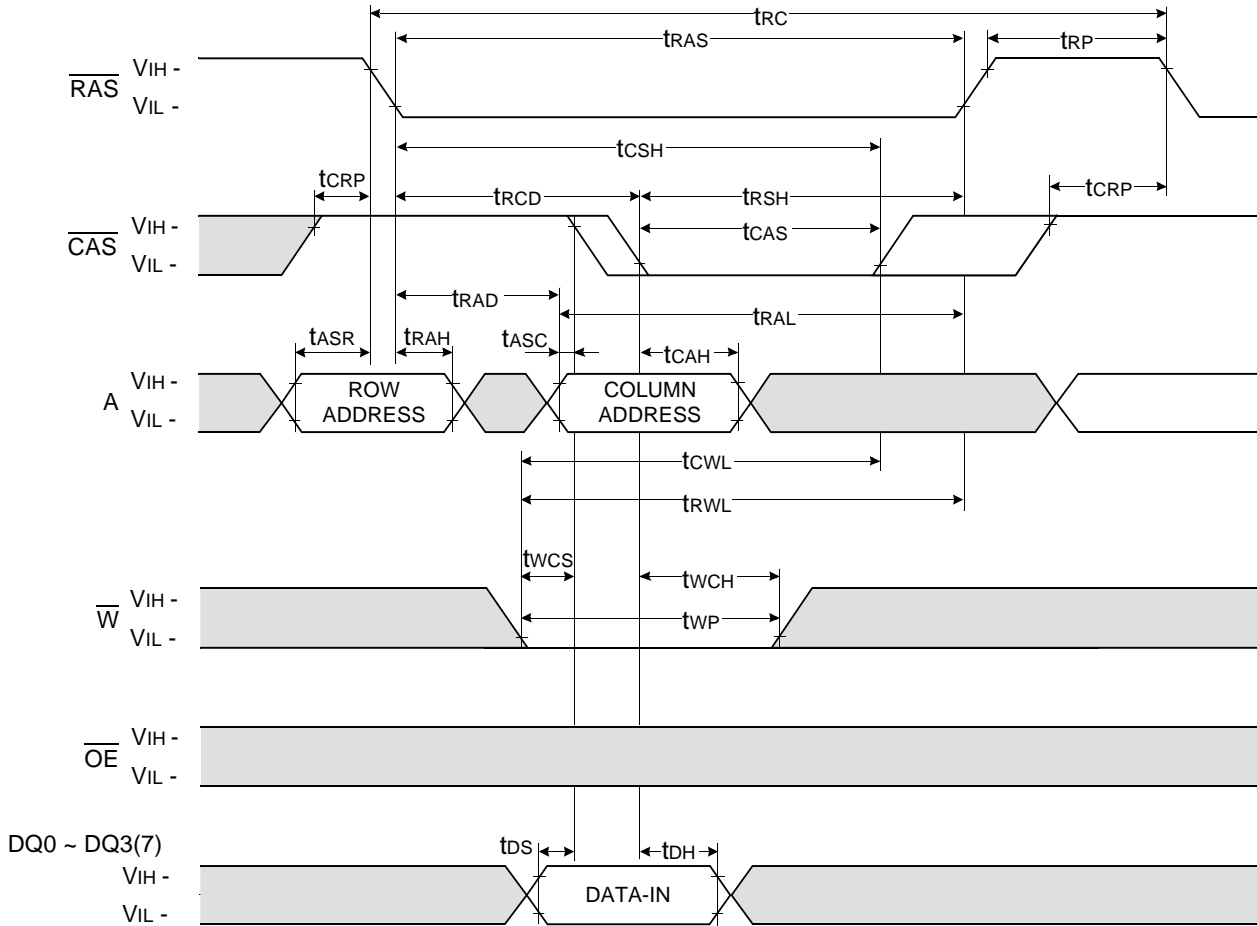 tRC
tRAS
tRP
RAS
VIH -
VIL -
tCSH
tCRP
tRCD
tRSH
tCRP
CAS
VIH -
VIL -
tCAS
tRAD
tRAL
tASR
tRAH
tASC
tCAH
A
VIH -
VIL -
ROW
ADDRESS
COLUMN
ADDRESS
tCWL
tRWL
tWCS
tWCH
W
VIH -
VIL -
tWP
OE
VIH -
VIL -
DQ0 ~ DQ3(7)
VIH -
VIL -
tDS
tDH
DATA-IN